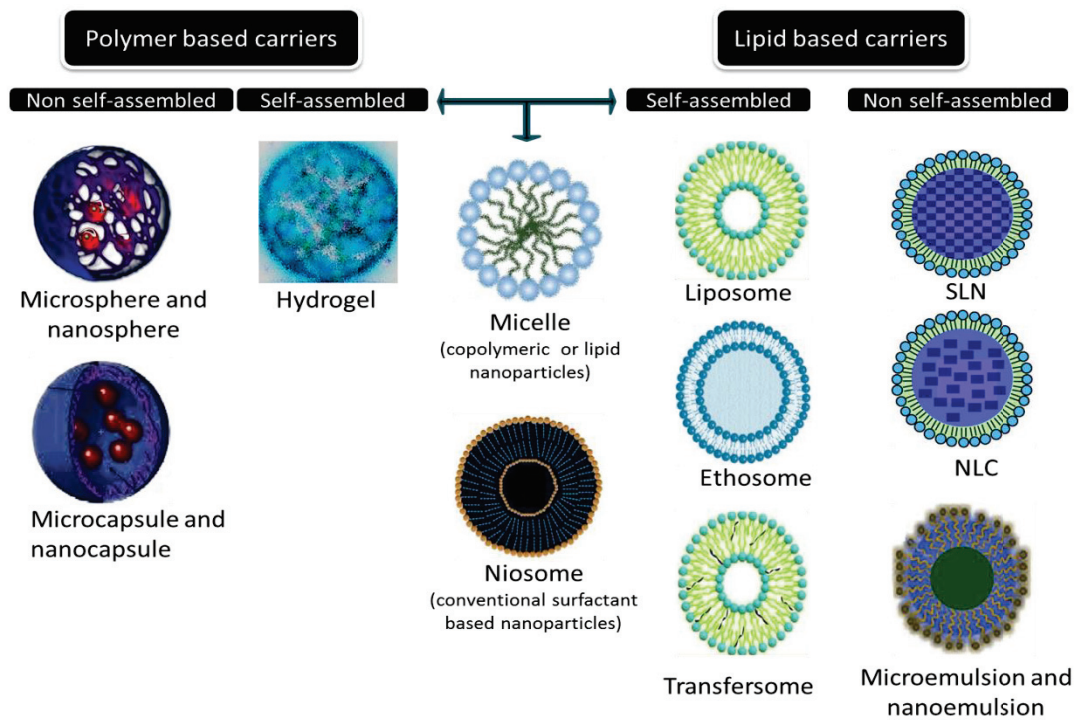 Polymer based carriers
Lipid based carriers
Non self-assembled
Self-assembled
Self-assembled
Non self-assembled
Microsphere and
nanosphere
Hydrogel
Micelle
(copolymeric or lipid
nanoparticles)
Liposome
SLN
Microcapsule and
nanocapsule
Niosome
(conventional surfactant
based nanoparticles)
Ethosome
NLC
Transfersome
Microemulsion and
nanoemulsion